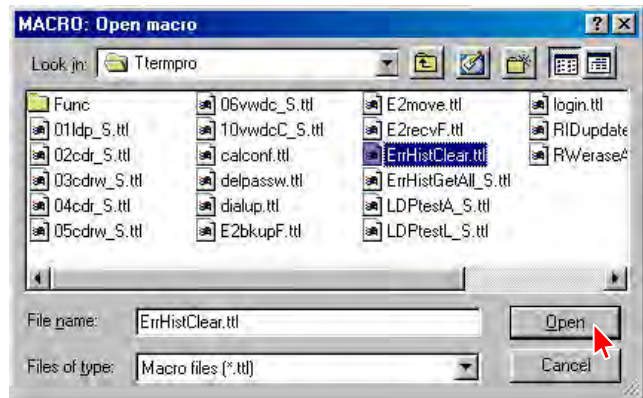 MACRO: Open macro
Look in: Ttermpro
Func
01ldp_S.ttl
02cdr_S.ttl
03cdrw_S.ttl
04cdr_S.ttl
05cdrw_S.ttl
06vwdc_S.ttl
10vwdcC_S.ttl
calconf.ttl
delpassw.ttl
dialup.ttl
E2bkupF.ttl
E2move.ttl
E2recvF.ttl
ErrHistClear.ttl
ErrHistGetAll_S.ttl
LDPtestA_S.ttl
LDPtestL_S.ttl
login.ttl
RIDupdate
RWeraseA
File name: ErrHistClear.ttl
Open
Files of type: Macro files (*.ttl)
Cancel